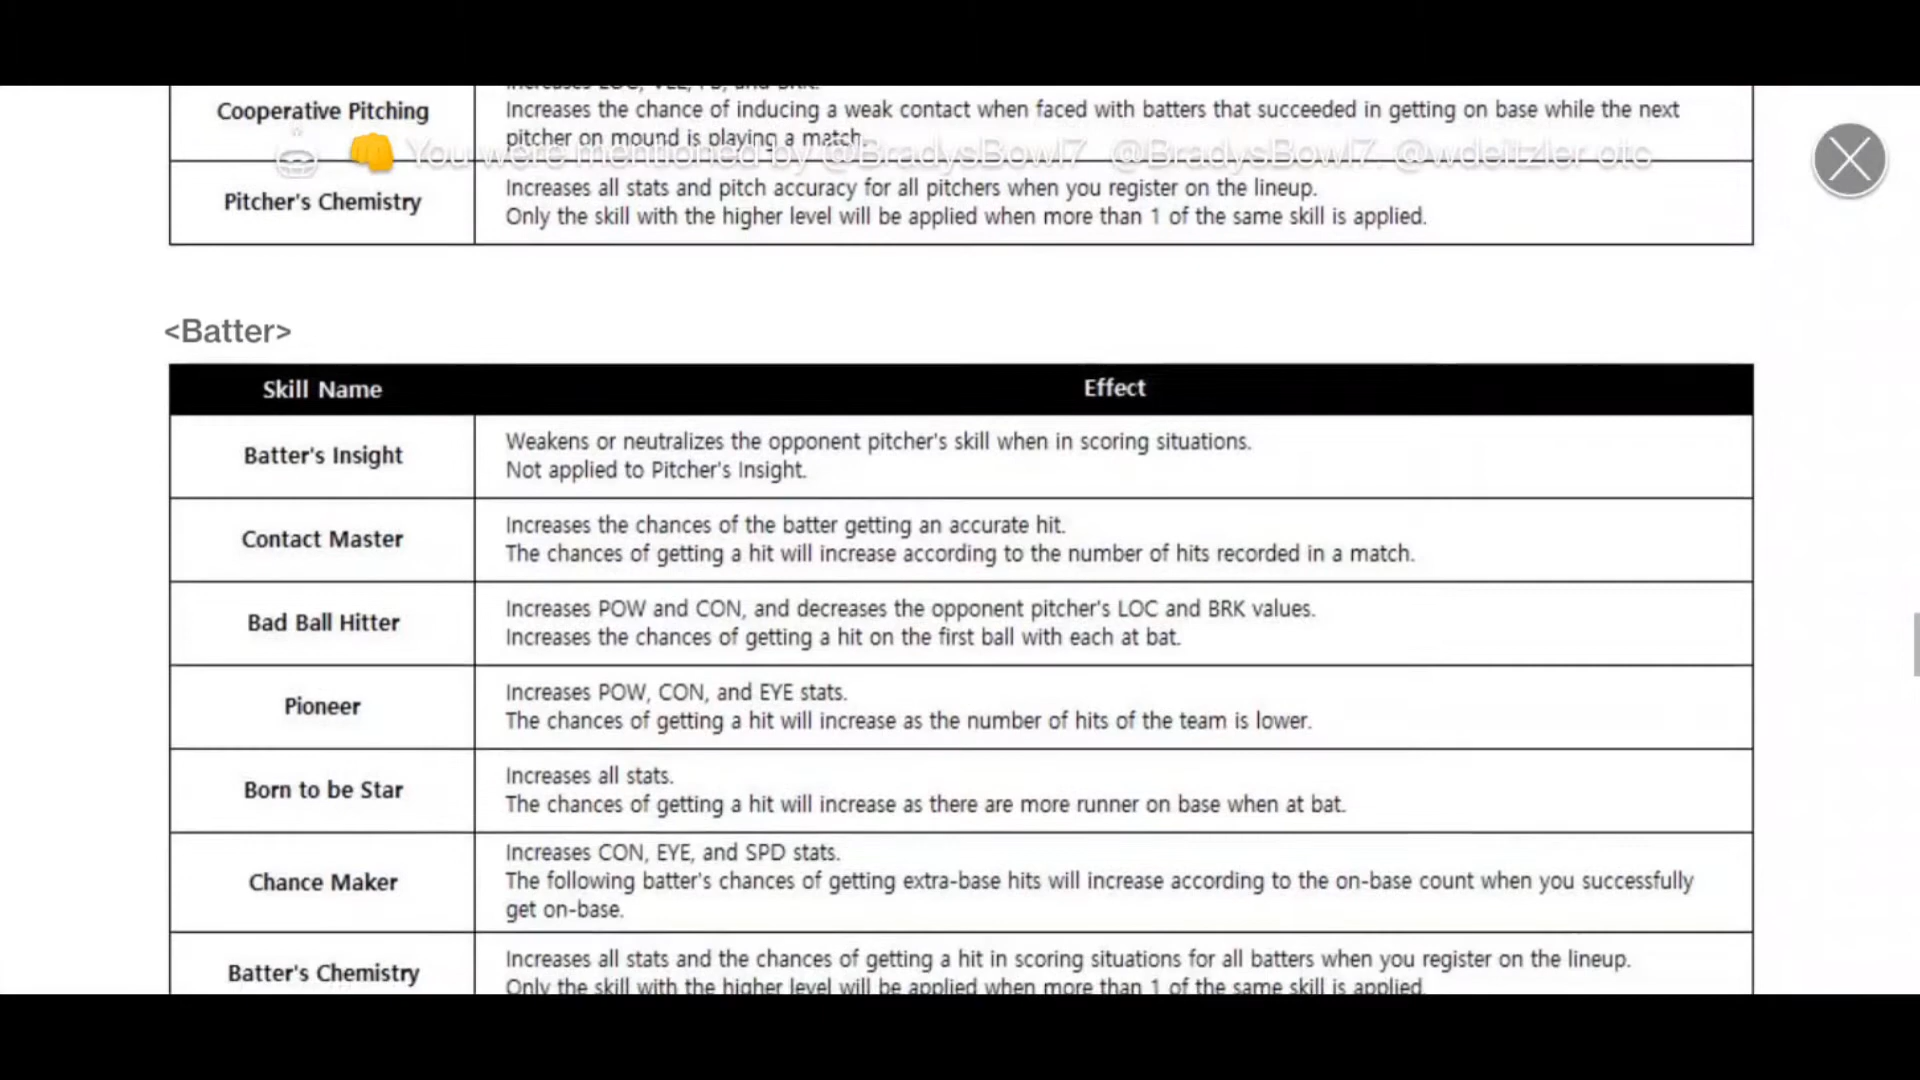 Increases LOC, VEL, FB, and BRK.
Cooperative Pitching
Increases the chance of inducing a weak contact when faced with batters that succeeded in getting on base while the next
pitcher on mound is playing a match.
You were mentioned by @BradysBowl7 @BradysBowl7. @wdeitzler otc
Pitcher's Chemistry
Increases all stats and pitch accuracy for all pitchers when you register on the lineup.
Only the skill with the higher level will be applied when more than 1 of the same skill is applied.
<Batter>
Skill Name
Effect
Batter's Insight
Weakens or neutralizes the opponent pitcher's skill when in scoring situations.
Not applied to Pitcher's Insight.
Contact Master
Increases the chances of the batter getting an accurate hit.
The chances of getting a hit will increase according to the number of hits recorded in a match.
Bad Ball Hitter
Increases POW and CON, and decreases the opponent pitcher's LOC and BRK values.
Increases the chances of getting a hit on the first ball with each at bat.
Pioneer
Increases POW, CON, and EYE stats.
The chances of getting a hit will increase as the number of hits of the team is lower.
Born to be Star
Increases all stats.
The chances of getting a hit will increase as there are more runner on base when at bat.
Chance Maker
Increases CON, EYE, and SPD stats.
The following batter's chances of getting extra-base hits will increase according to the on-base count when you successfully
get on-base.
Batter's Chemistry
Increases all stats and the chances of getting a hit in scoring situations for all batters when you register on the lineup.
Only the skill with the higher level will be applied when more than 1 of the same skill is applied.